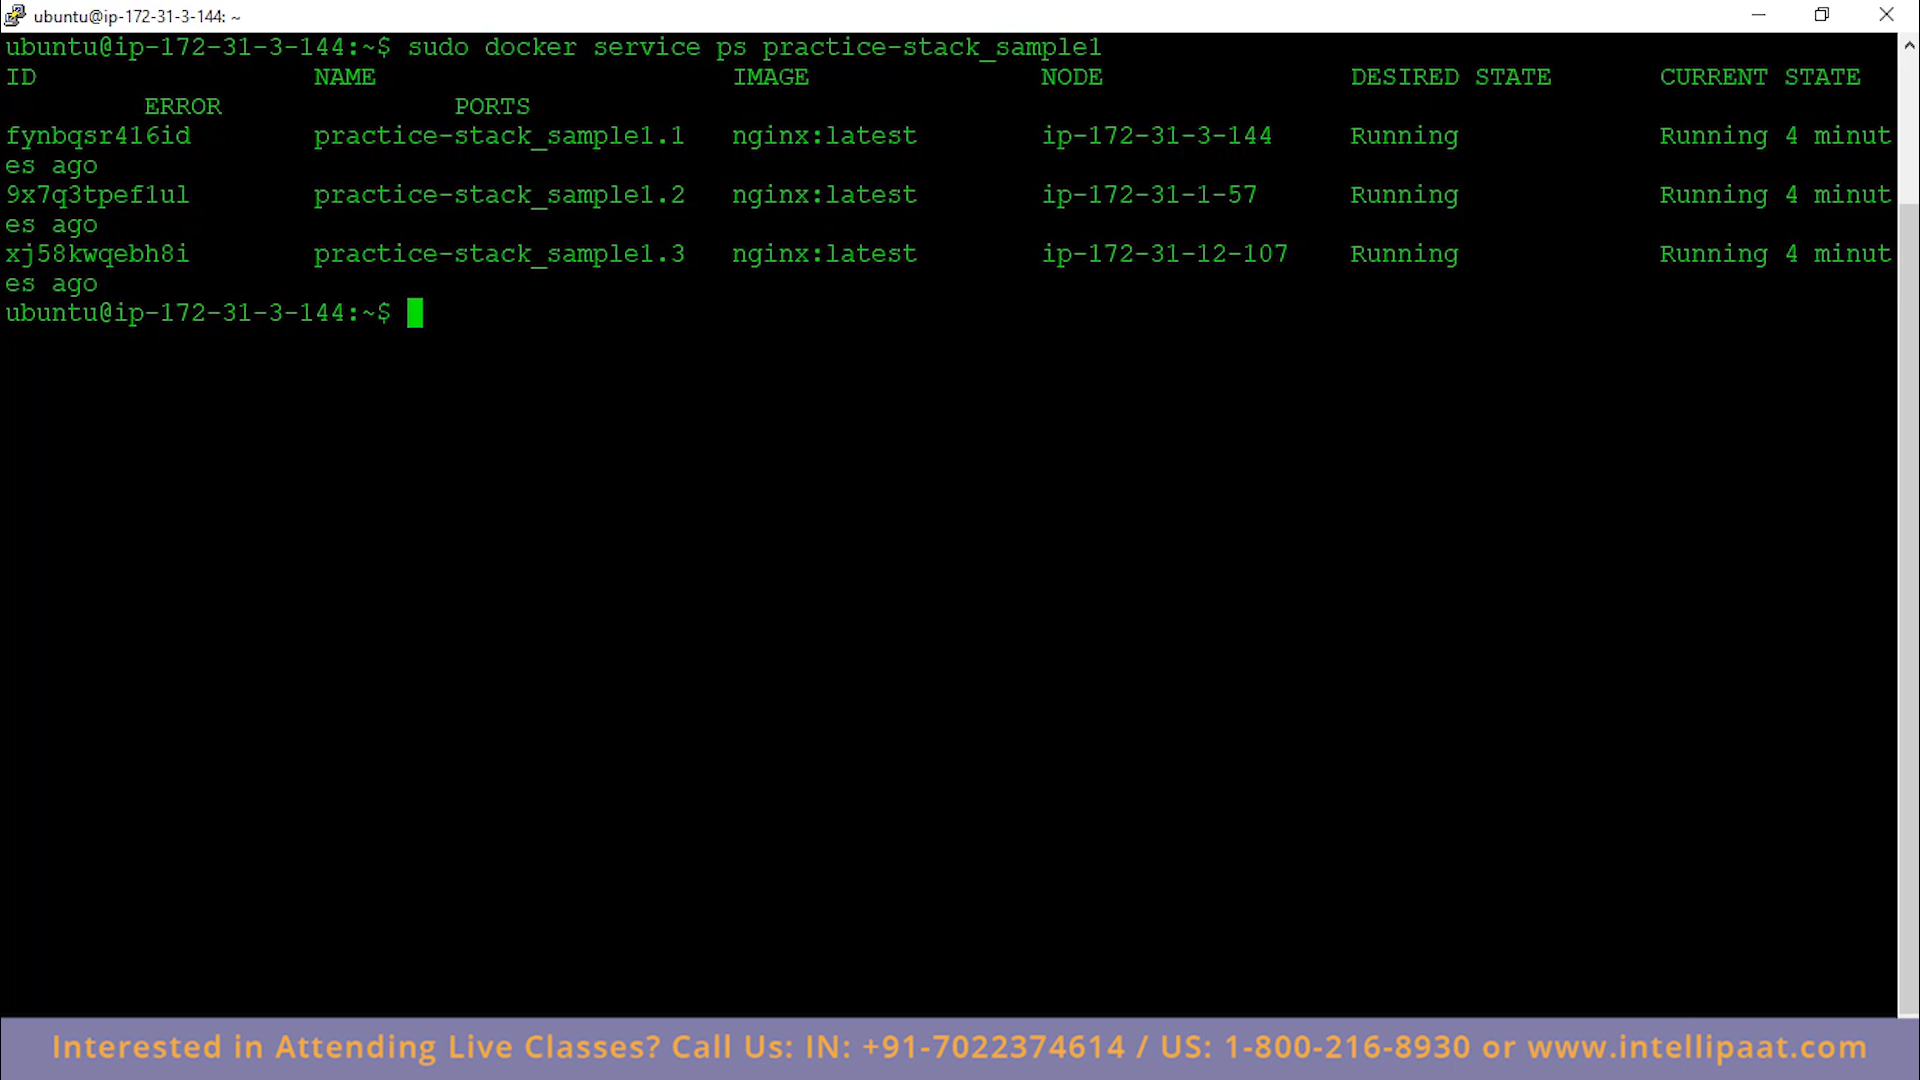 ubuntu@ip-172-31-3-144: ~
ubuntu@ip-172-31-3-144:~$ sudo docker service ps practice-stack_sample1
ID NAME IMAGE NODE DESIRED STATE CURRENT STATE
ERROR PORTS
fynbqsr416id practice-stack_sample1.1 nginx:latest ip-172-31-3-144 Running Running 4 minut
es ago
9x7q3tpef1ul practice-stack_sample1.2 nginx:latest ip-172-31-1-57 Running Running 4 minut
es ago
xj58kwqebh8i practice-stack_sample1.3 nginx:latest ip-172-31-12-107 Running Running 4 minut
es ago
ubuntu@ip-172-31-3-144:~$
Interested in Attending Live Classes? Call Us: IN: +91-7022374614 / US: 1-800-216-8930 or www.intellipaat.com